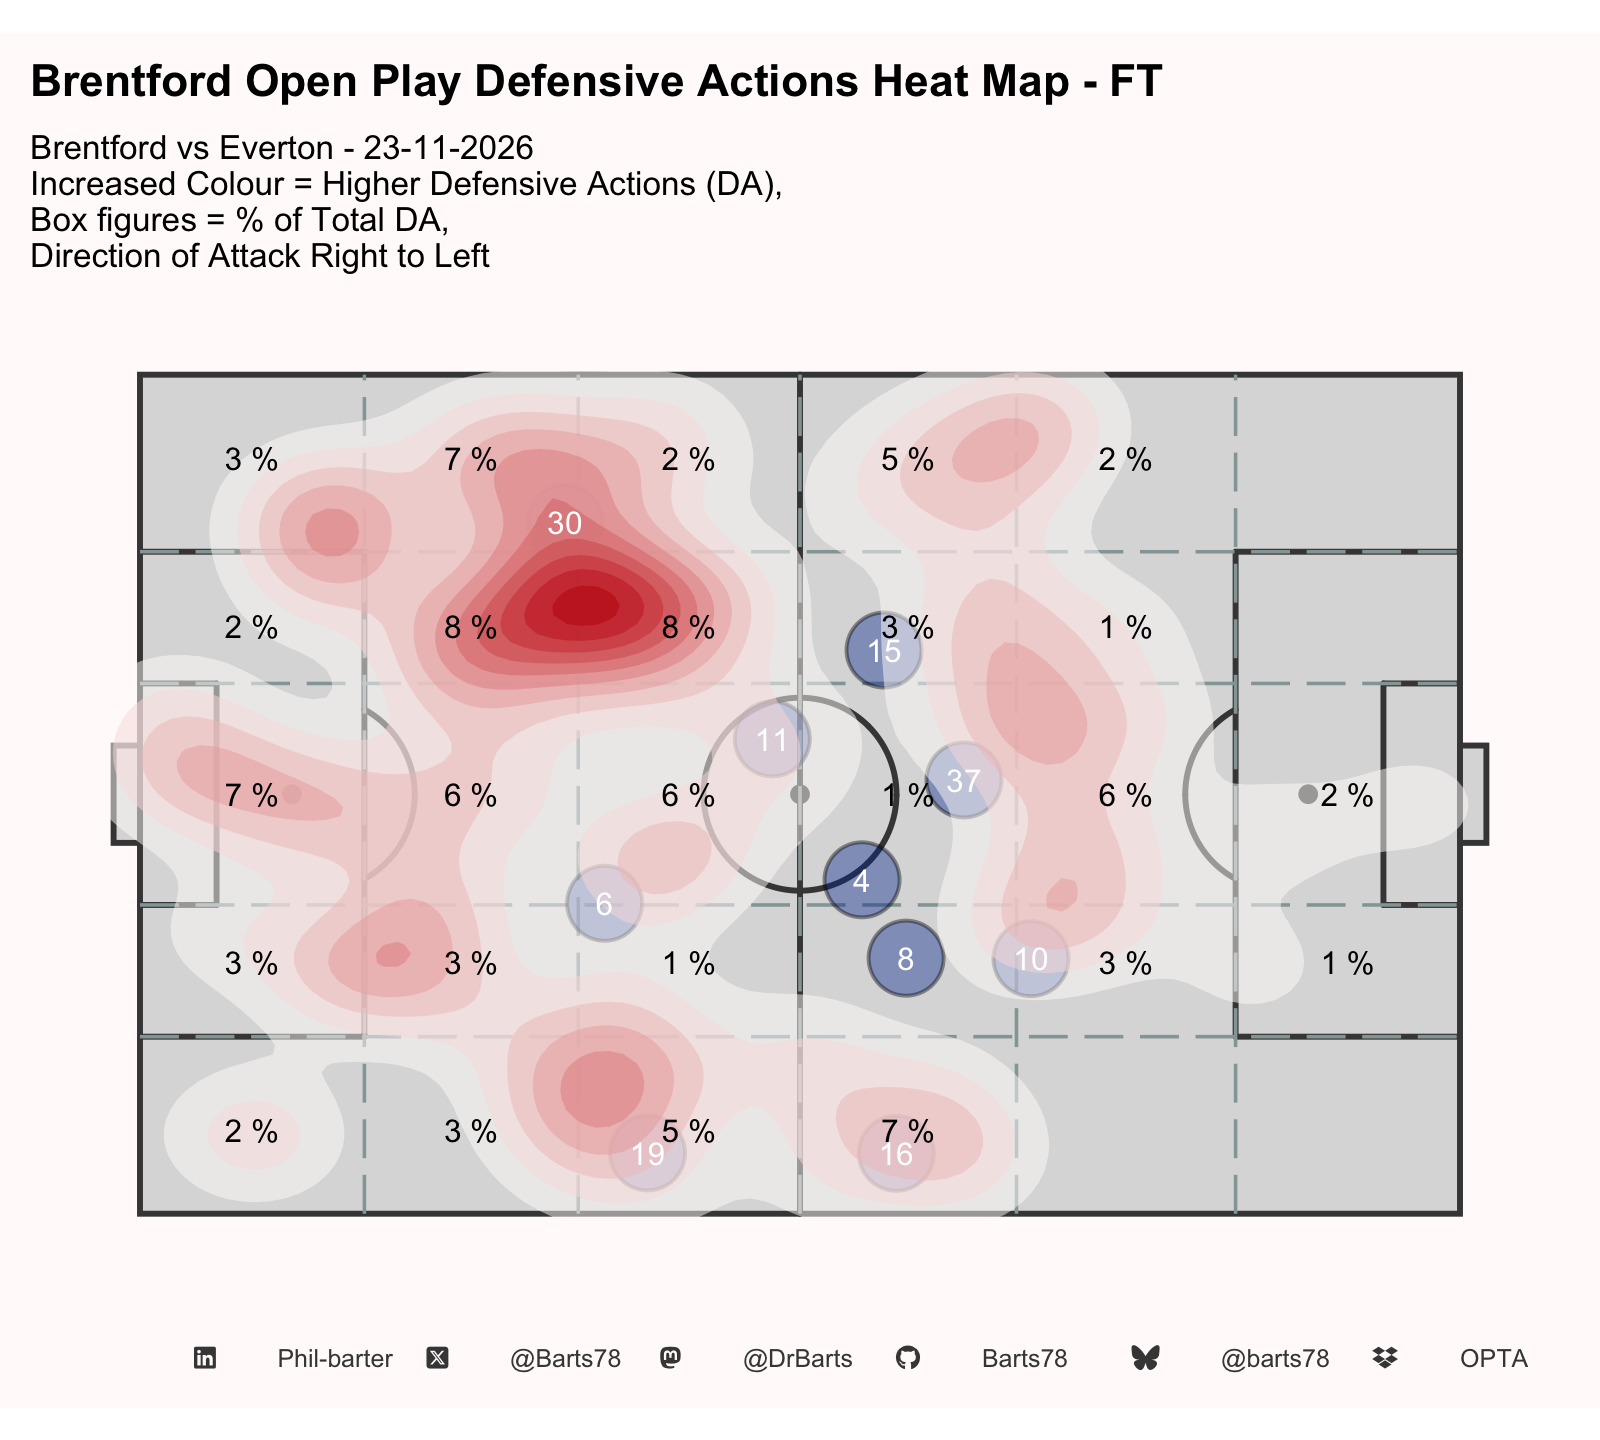 Brentford Open Play Defensive Actions Heat Map - FT
Brentford vs Everton - 23-11-2026
Increased Colour = Higher Defensive Actions (DA),
Box figures = % of Total DA,
Direction of Attack Right to Left
3 % 7 % 2 % 5 % 2 %
30
2 % 8 % 8 % 3 % 1 %
15
11
37
7 % 6 % 6 % 1 % 6 % 2 %
4
6
8 10
3 % 3 % 1 % 3 % 1 %
2 % 3 % 5 % 7 %
19 16
Phil-barter @Barts78 @DrBarts Barts78 @barts78 OPTA